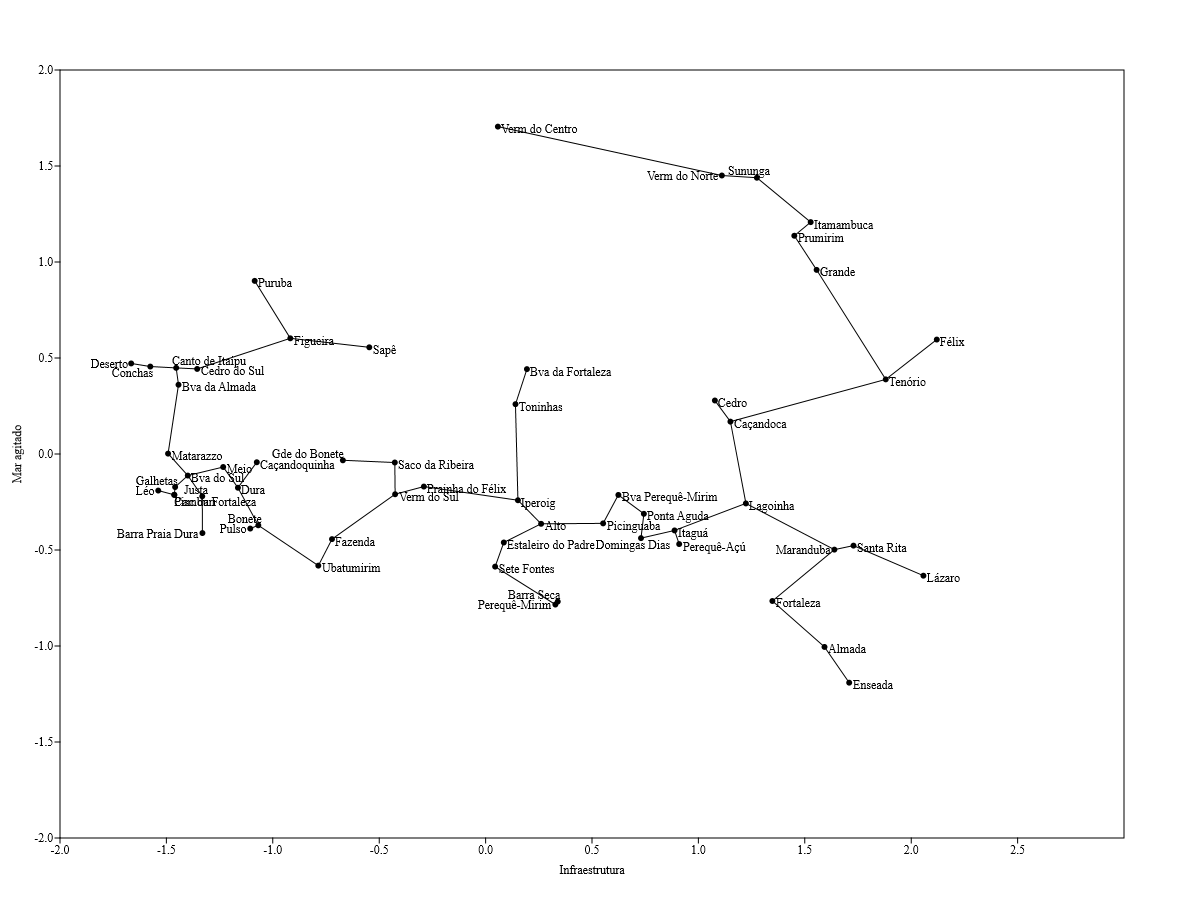 2.0
Verm do Centro
1.5
Sununga
Verm do Norte
Itamambuca
Prumirim
1.0
Grande
Puruba
Figueira
Félix
Sapê
0.5
Canto de Itaipu
Deserto
Cedro do Sul
Conchas
Bva da Fortaleza
Tenório
Bva da Almada
Cedro
Toninhas
Caçandoca
Mar agitado
0.0
Matarazzo
Gde do Bonete
Caçandoquinha
Saco da Ribeira
Meio
Bva do Sul
Galhetas
Léo
Justa
Dura
Prainha do Félix
Verm do Sul
Bva Perequê-Mirim
Fortaleza
Iperoig
Lagoinha
Ponta Aguda
Bonete
Pulso
Alto
Picinguaba
Itaguá
Barra Praia Dura
Fazenda
Estaleiro do Padre
Domingas Dias
Perequê-Açú
Maranduba
Santa Rita
-0.5
Ubatumirim
Sete Fontes
Lázaro
Barra Seca
Perequê-Mirim
Fortaleza
-1.0
Almada
Enseada
-1.5
-2.0
-2.0 -1.5 -1.0 -0.5 0.0 0.5 1.0 1.5 2.0 2.5
Infraestrutura